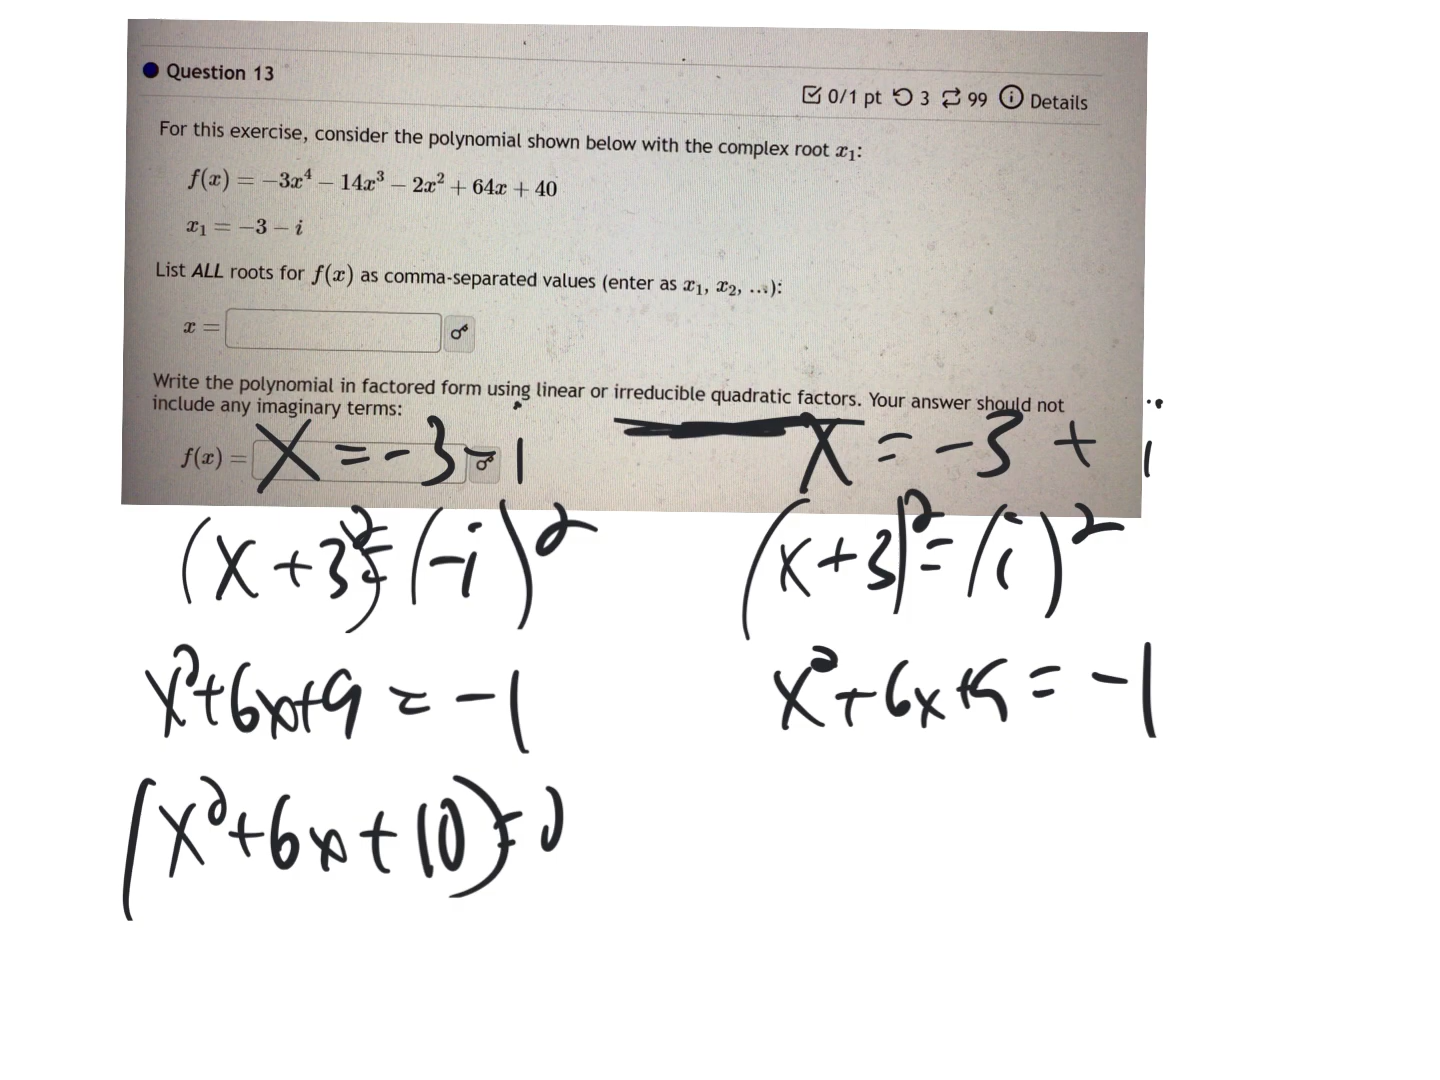 Question 13
0/1 pt 3 99 Details
For this exercise, consider the polynomial shown below with the complex root x₁:
f(x) = −3x⁴ − 14x³ − 2x² + 64x + 40
x₁ = −3 − i
List ALL roots for f(x) as comma-separated values (enter as x₁, x₂, ...):
x =
Write the polynomial in factored form using linear or irreducible quadratic factors. Your answer should not
include any imaginary terms:
f(x) =
x = -3 - i
x = -3 + i
(x+3)² = (-i)²
(x+3)² = (i)²
x²+6x+9 = -1
x²+6x+9 = -1
(x²+6x+10) = 0